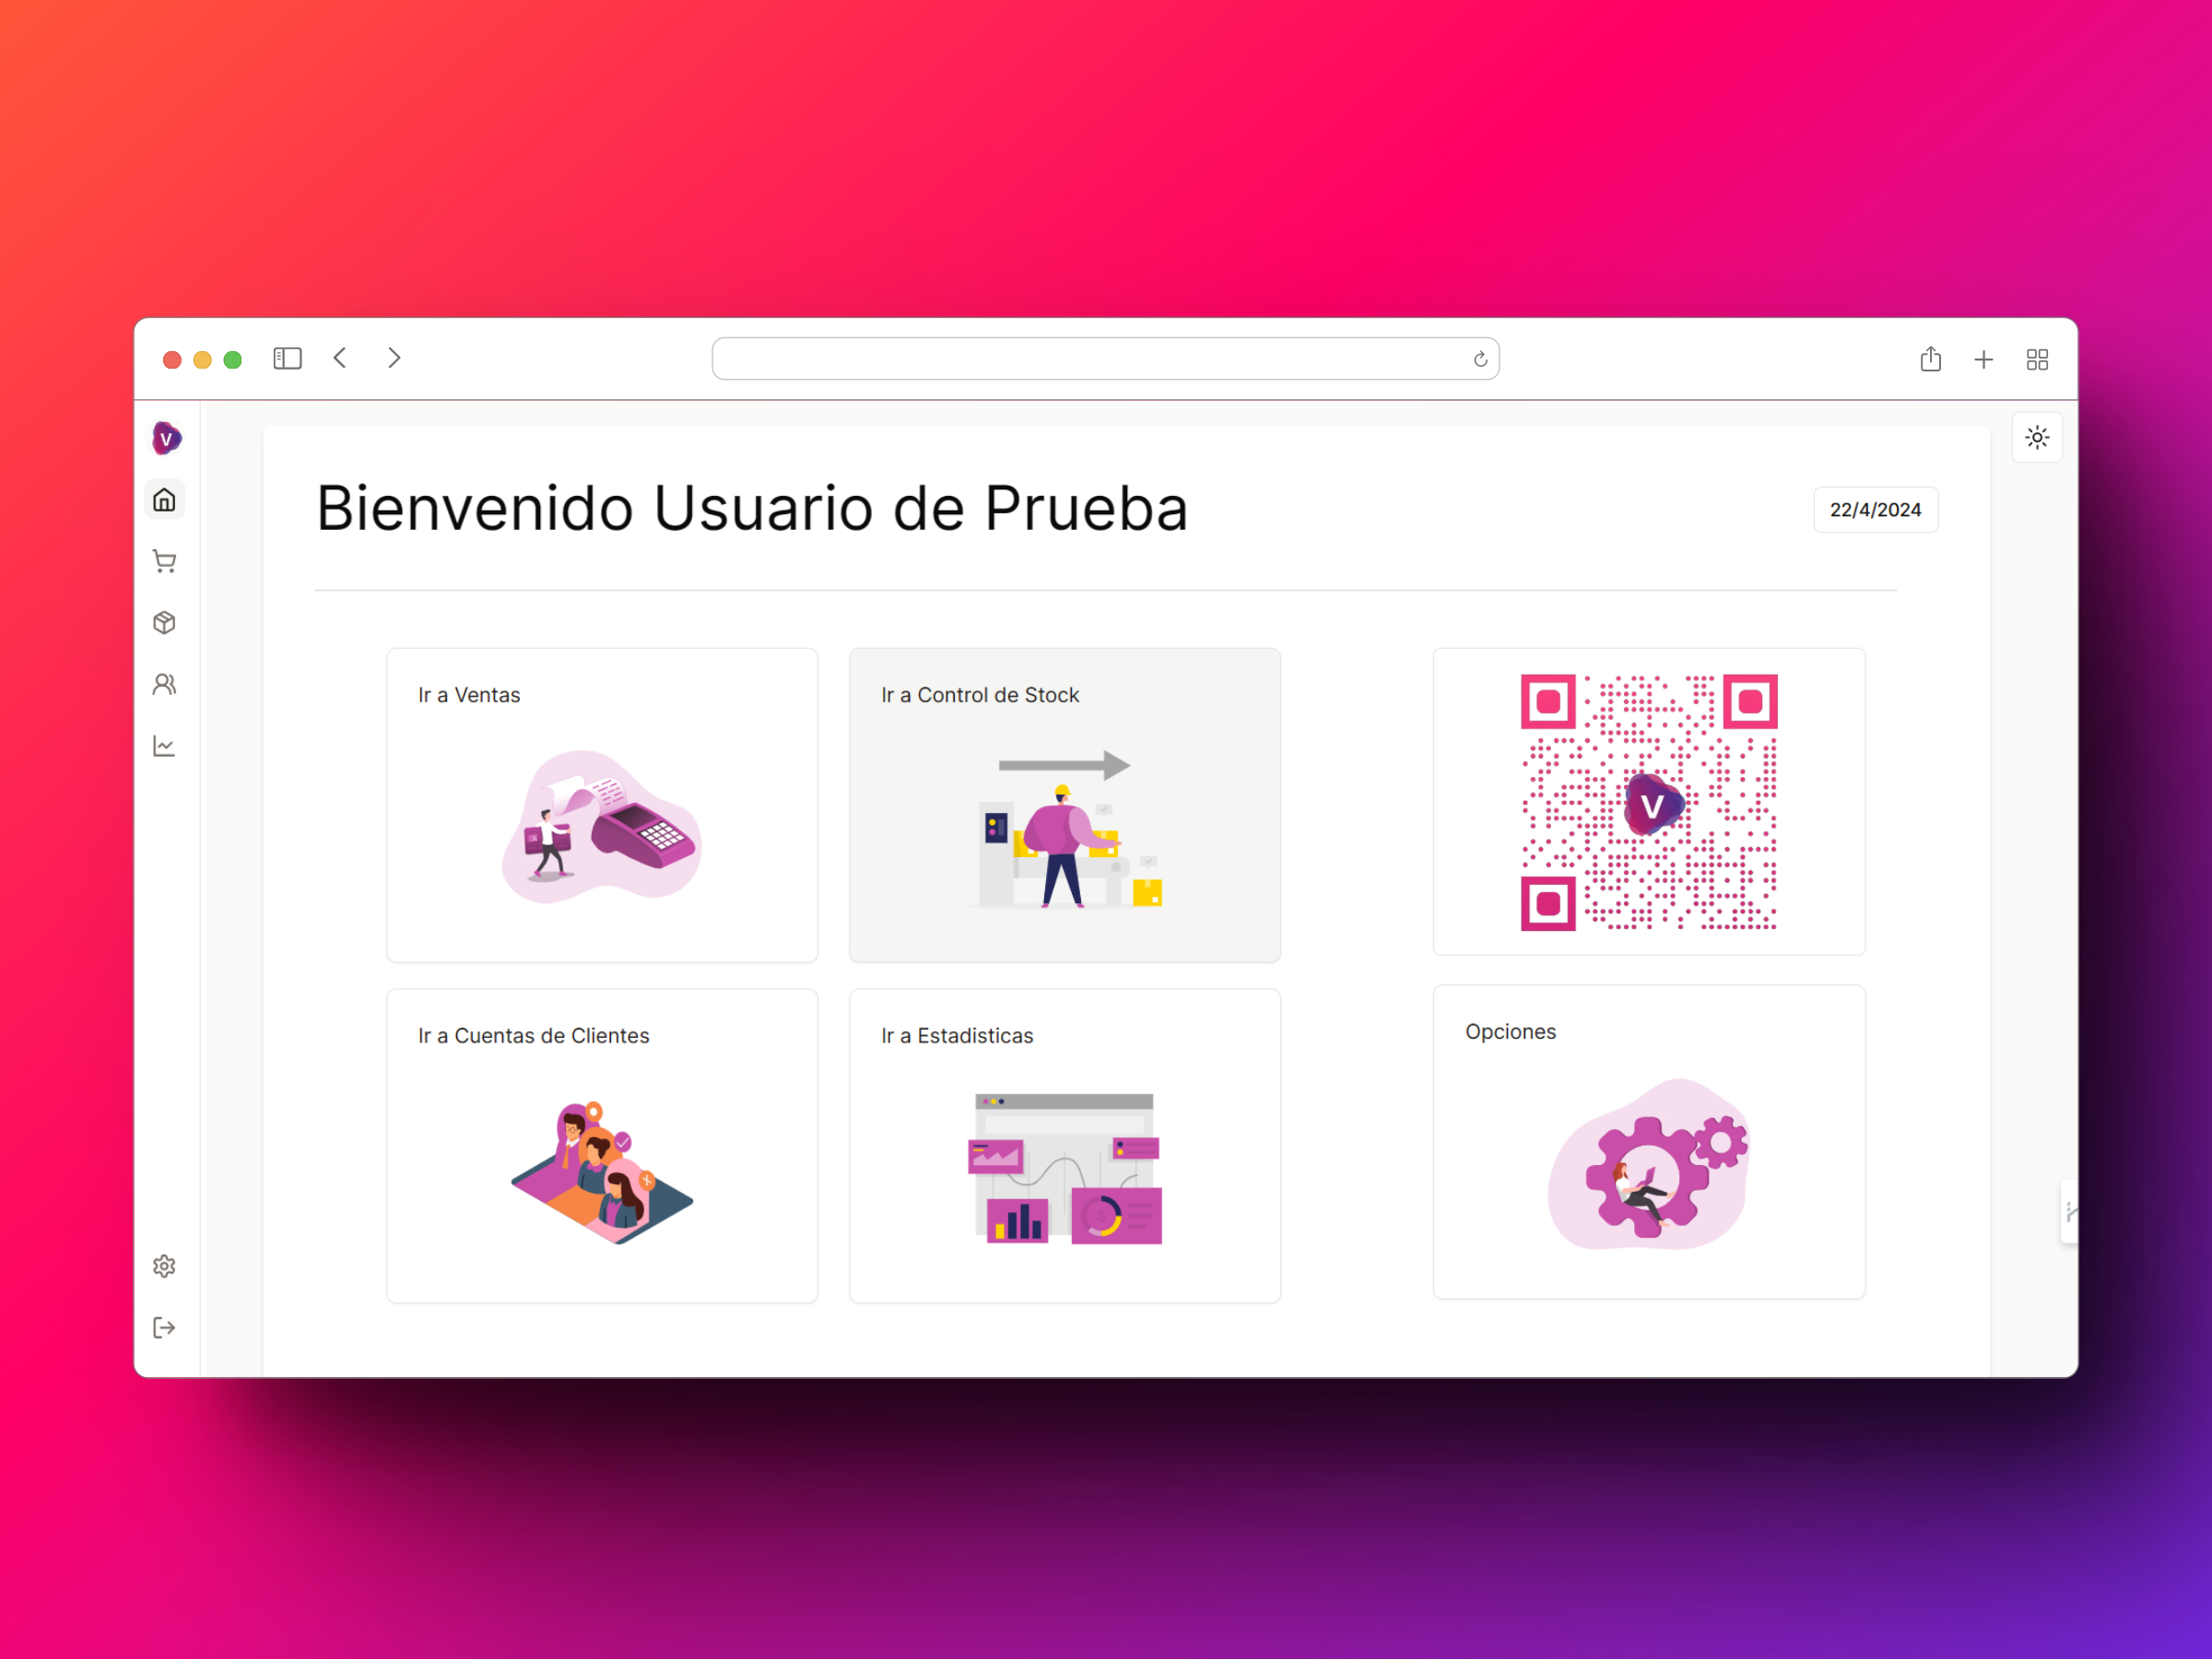 V
Bienvenido Usuario de Prueba
22/4/2024
Ir a Ventas
Ir a Control de Stock
V
Ir a Cuentas de Clientes
Ir a Estadisticas
$
Opciones